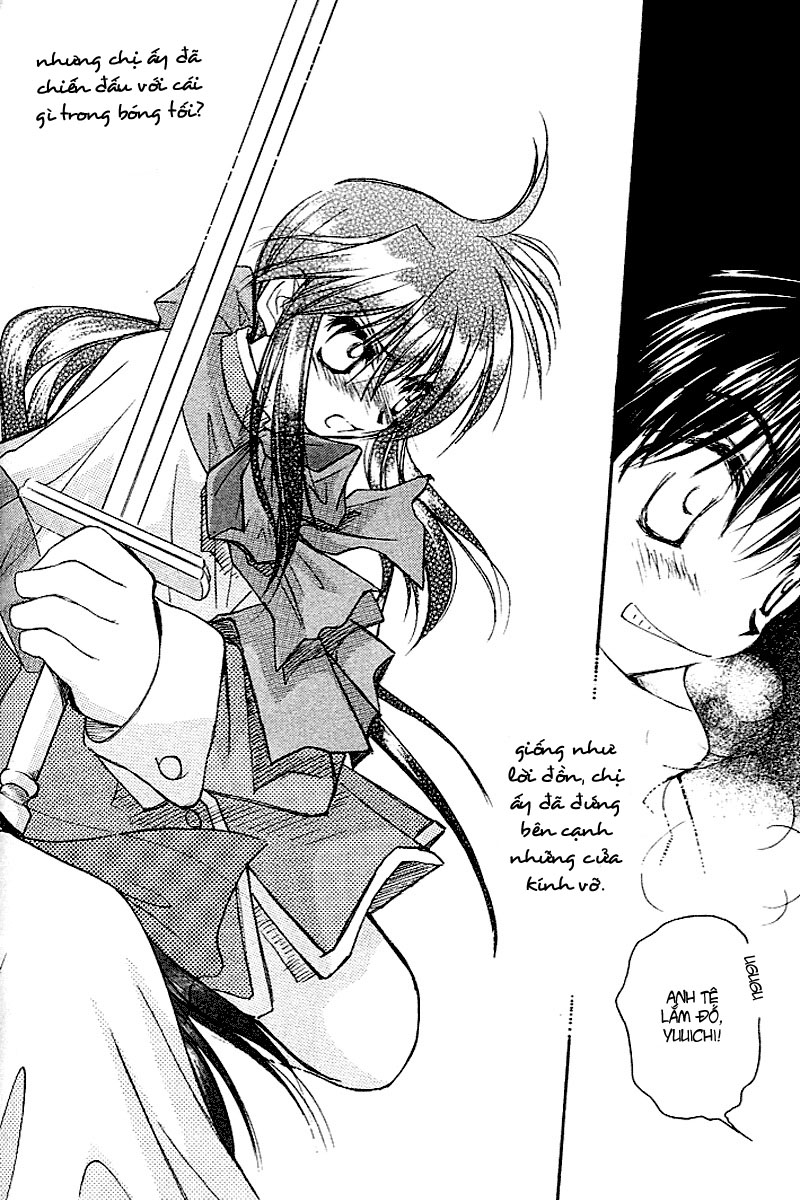 nhưng chị ấy đã
chiến đấu với cái
gì trong bóng tối?
giống như
lời đồn, chị
ấy đã đứng
bên cạnh
những cửa
kính vỡ.
UGUGU
ANH TỆ
LẮM ĐÓ,
YUUICHI!